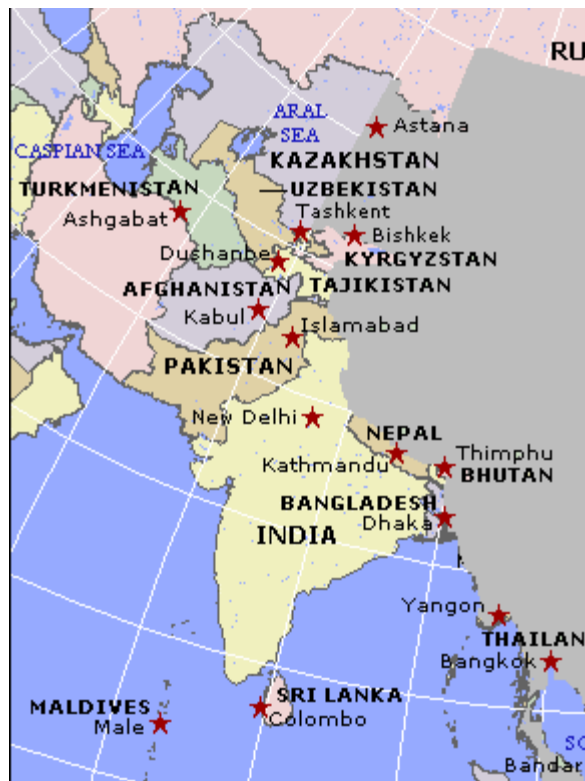 RU
ARAL
SEA
Astana
CASPIAN SEA
KAZAKHSTAN
TURKMENISTAN
UZBEKISTAN
Ashgabat
Tashkent
Bishkek
Dushanbe
KYRGYZSTAN
AFGHANISTAN
TAJIKISTAN
Kabul
Islamabad
PAKISTAN
New Delhi
NEPAL
Kathmandu
Thimphu
BHUTAN
BANGLADESH
Dhaka
INDIA
Yangon
THAILAN
Bangkok
SRI LANKA
MALDIVES
Colombo
Male
SO
Bandar